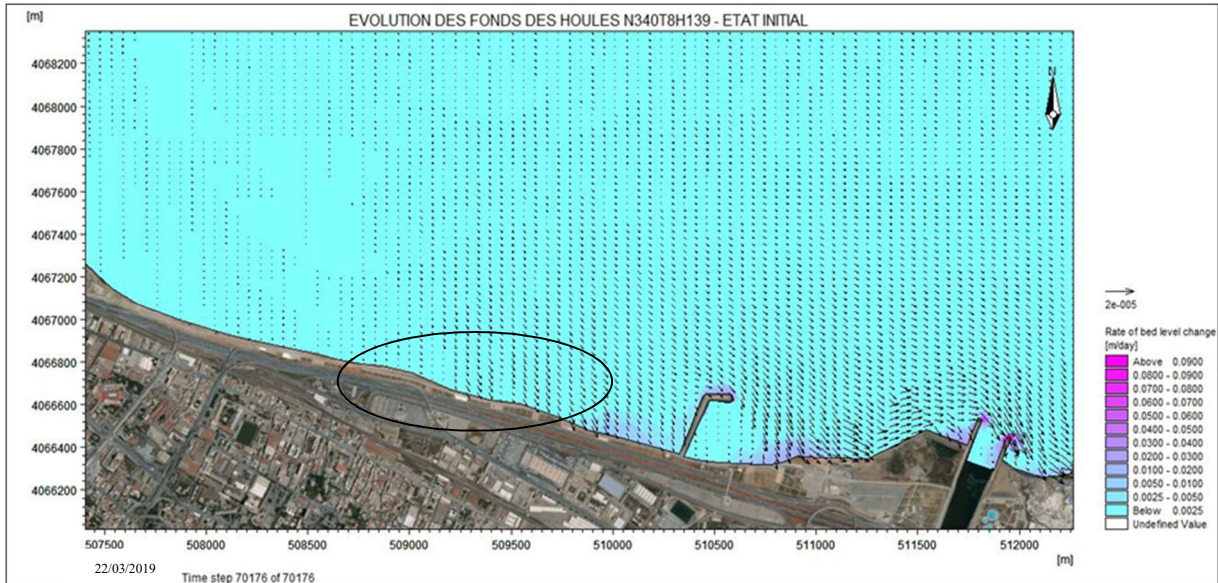 EVOLUTION DES FONDS DES HOULES N340T8H139 - ETAT INITIAL
[m]
4068200
4068000
4067800
4067600
4067400
4067200
4067000
4066800
4066600
4066400
4066200
N
2e-005
Rate of bed level change
[m/day]
Above 0.0900
0.0800 - 0.0900
0.0700 - 0.0800
0.0600 - 0.0700
0.0500 - 0.0600
0.0400 - 0.0500
0.0300 - 0.0400
0.0200 - 0.0300
0.0100 - 0.0200
0.0050 - 0.0100
0.0025 - 0.0050
Below 0.0025
Undefined Value
507500 508000 508500 509000 509500 510000 510500 511000 511500 512000
[m]
22/03/2019
Time step 70176 of 70176